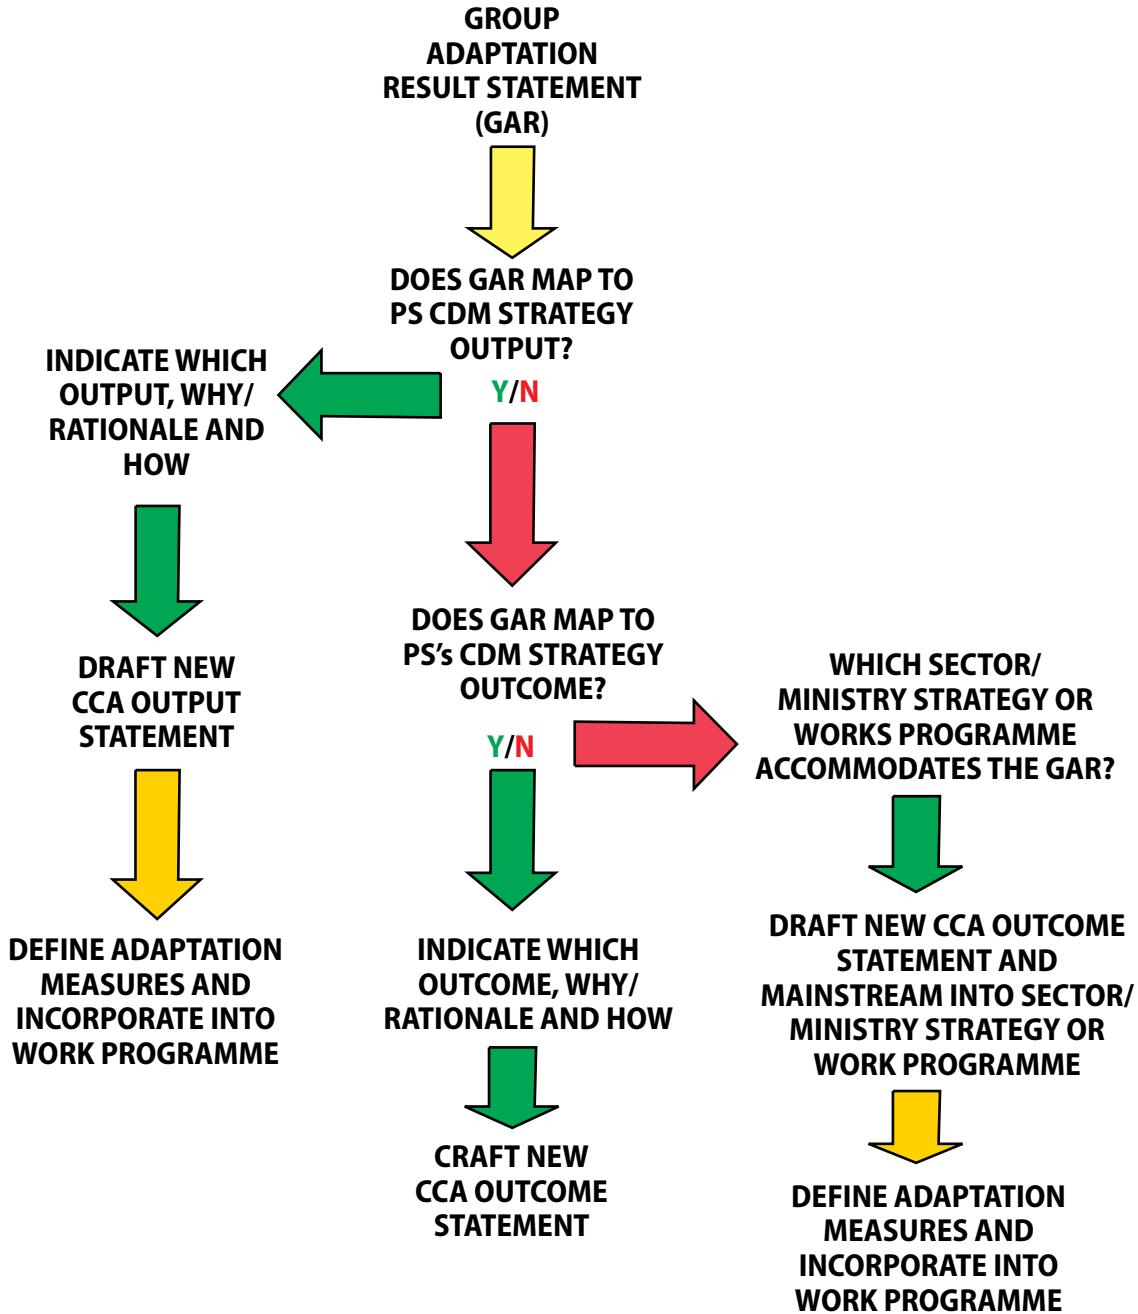 GROUP
ADAPTATION
RESULT STATEMENT
(GAR)
DOES GAR MAP TO
PS CDM STRATEGY
OUTPUT?
Y/N
INDICATE WHICH
OUTPUT, WHY/
RATIONALE AND
HOW
DRAFT NEW
CCA OUTPUT
STATEMENT
DEFINE ADAPTATION
MEASURES AND
INCORPORATE INTO
WORK PROGRAMME
DOES GAR MAP TO
PS's CDM STRATEGY
OUTCOME?
Y/N
INDICATE WHICH
OUTCOME, WHY/
RATIONALE AND HOW
CRAFT NEW
CCA OUTCOME
STATEMENT
WHICH SECTOR/
MINISTRY STRATEGY OR
WORKS PROGRAMME
ACCOMMODATES THE GAR?
DRAFT NEW CCA OUTCOME
STATEMENT AND
MAINSTREAM INTO SECTOR/
MINISTRY STRATEGY OR
WORK PROGRAMME
DEFINE ADAPTATION
MEASURES AND
INCORPORATE INTO
WORK PROGRAMME